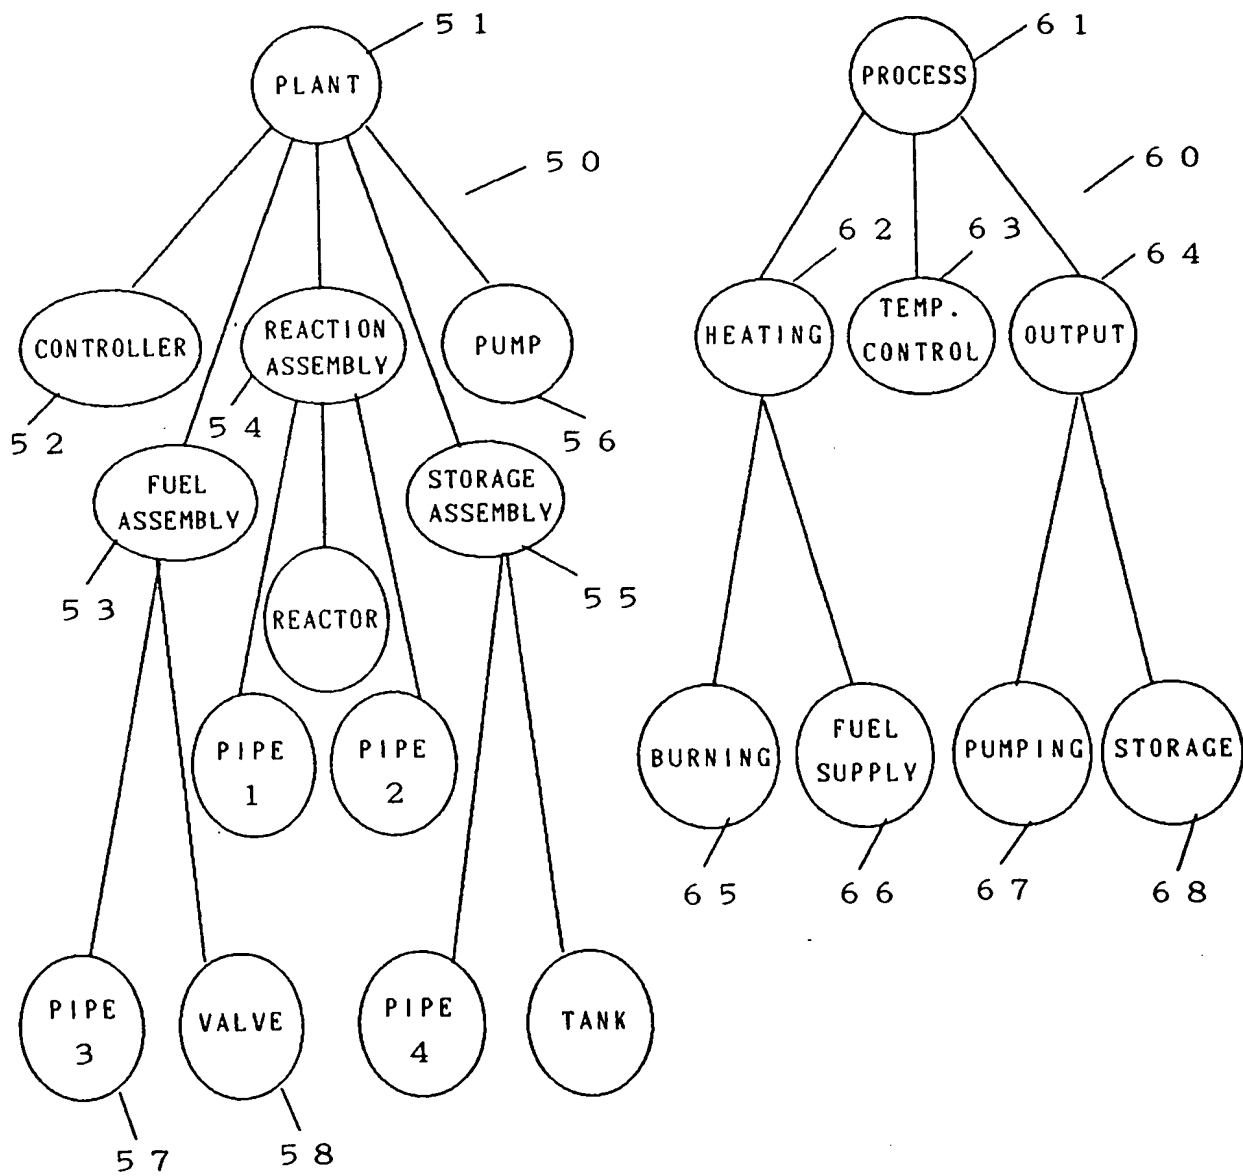 51
61
PLANT
PROCESS
50
60
62
63
64
CONTROLLER
REACTION
ASSEMBLY
PUMP
HEATING
TEMP.
CONTROL
OUTPUT
52
54
56
FUEL
ASSEMBLY
STORAGE
ASSEMBLY
53
55
REACTOR
PIPE
1
PIPE
2
BURNING
FUEL
SUPPLY
PUMPING
STORAGE
65
66
67
68
PIPE
3
VALVE
PIPE
4
TANK
57
58